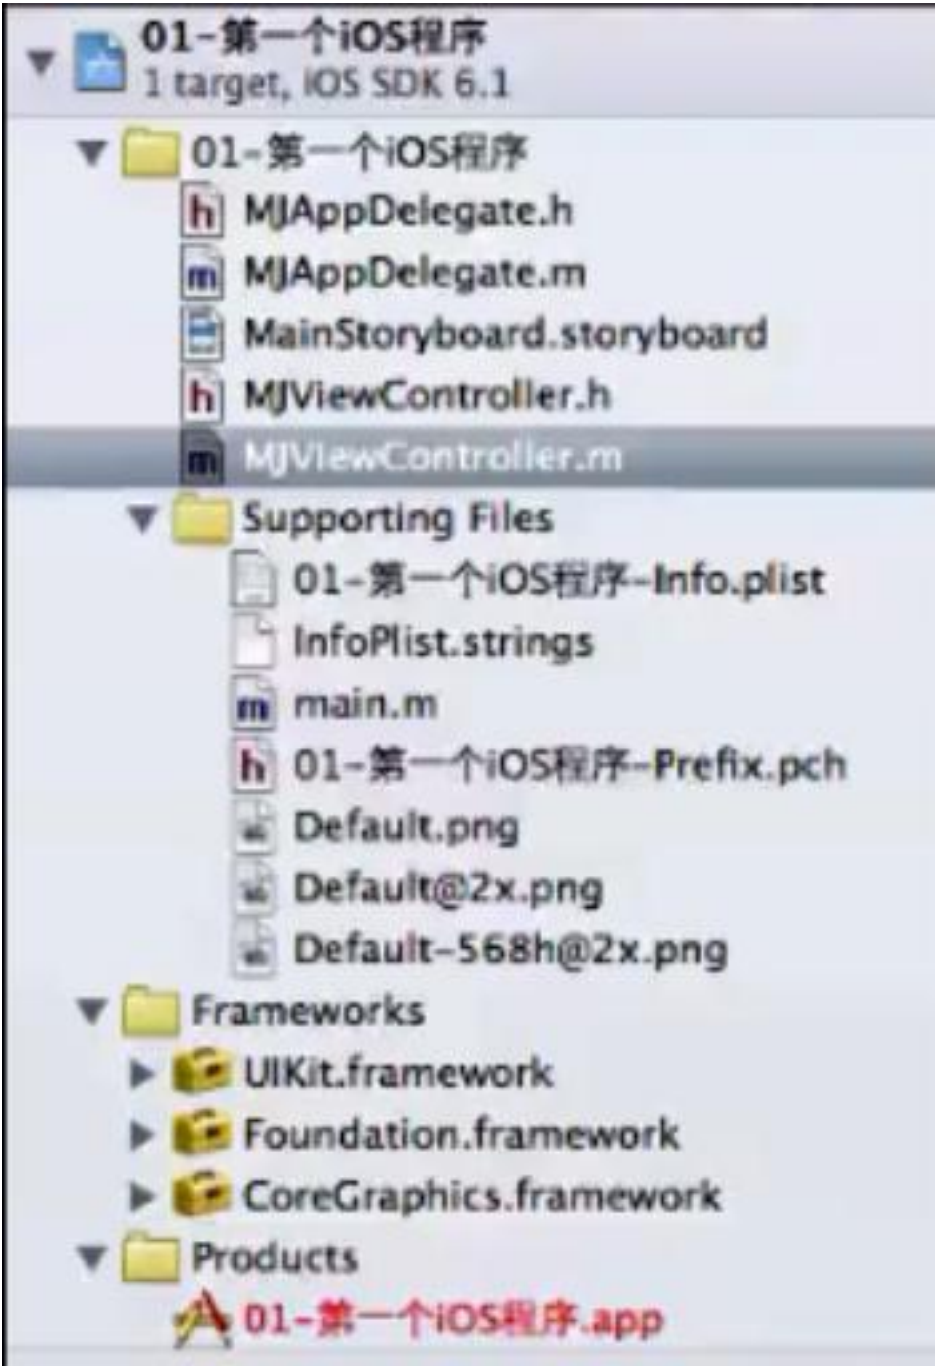 01-第一个iOS程序
1 target, iOS SDK 6.1
01-第一个iOS程序
h MJAppDelegate.h
m MJAppDelegate.m
MainStoryboard.storyboard
h MJViewController.h
m MJViewController.m
Supporting Files
01-第一个iOS程序-Info.plist
InfoPlist.strings
m main.m
h 01-第一个iOS程序-Prefix.pch
Default.png
Default@2x.png
Default-568h@2x.png
Frameworks
UIKit.framework
Foundation.framework
CoreGraphics.framework
Products
01-第一个iOS程序.app